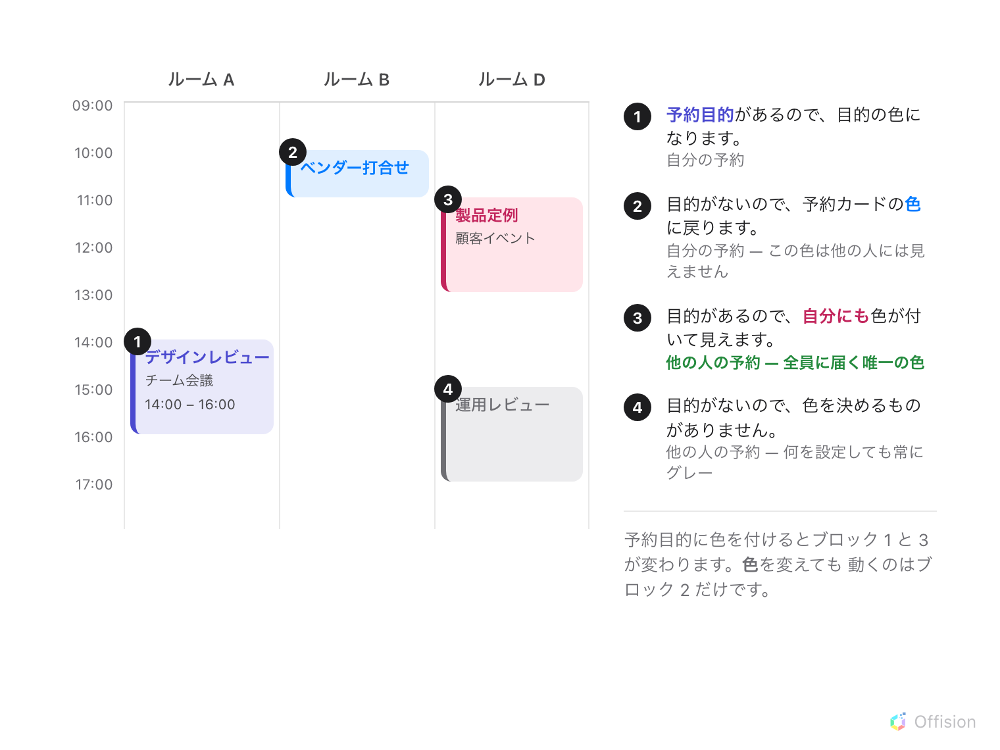 ルーム A
ルーム B
ルーム D
09:00
10:00
11:00
12:00
13:00
14:00
15:00
16:00
17:00
2
ベンダー打合せ
3
製品定例
顧客イベント
1
デザインレビュー
チーム会議
14:00 – 16:00
4
運用レビュー
1
予約目的があるので、目的の色に
なります。
自分の予約
2
目的がないので、予約カードの色
に戻ります。
自分の予約 — この色は他の人には見
えません
3
目的があるので、自分にも色が付
いて見えます。
他の人の予約 — 全員に届く唯一の色
4
目的がないので、色を決めるもの
がありません。
他の人の予約 — 何を設定しても常に
グレー
予約目的に色を付けるとブロック 1 と 3
が変わります。色を変えても 動くのはブ
ロック 2 だけです。
Offision